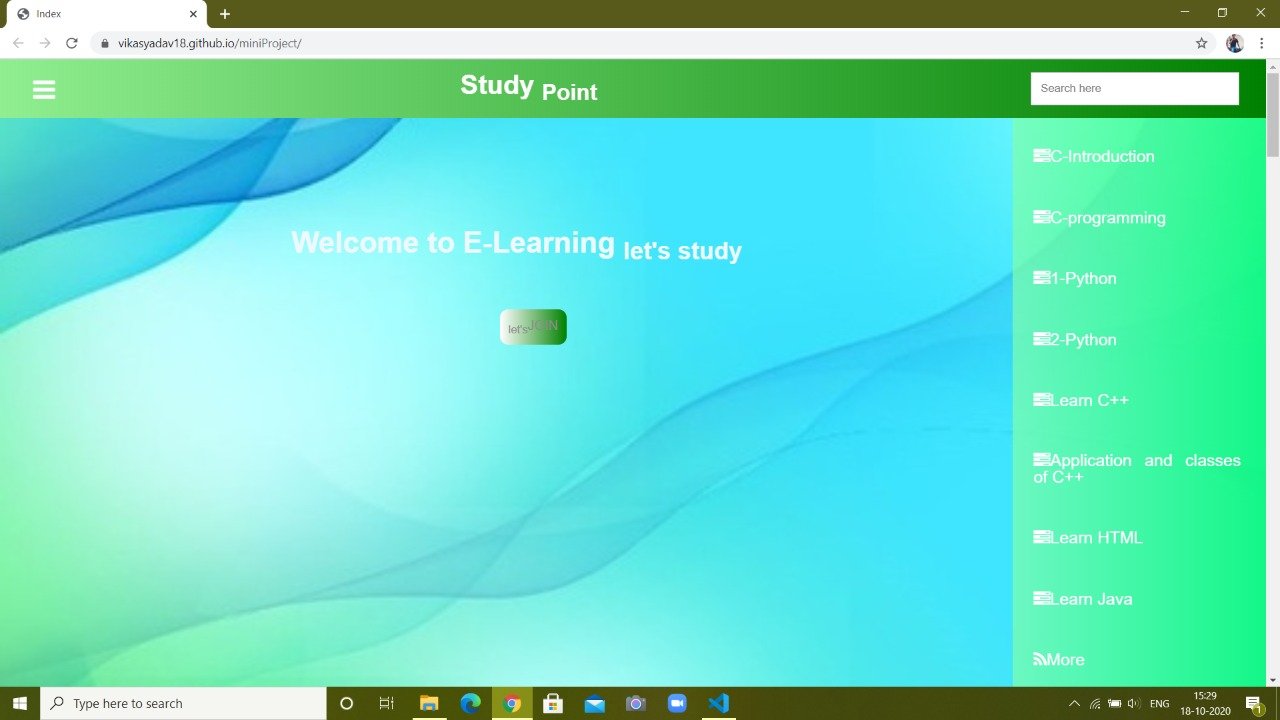 Index
vikasyadav18.github.io/miniProject/
Study Point
Search here
Welcome to E-Learning let's study
let's JOIN
C-Introduction
C-programming
1-Python
2-Python
Learn C++
Application and classes
of C++
Learn HTML
Learn Java
More
Type here to search
ENG
15:29
18-10-2020
1